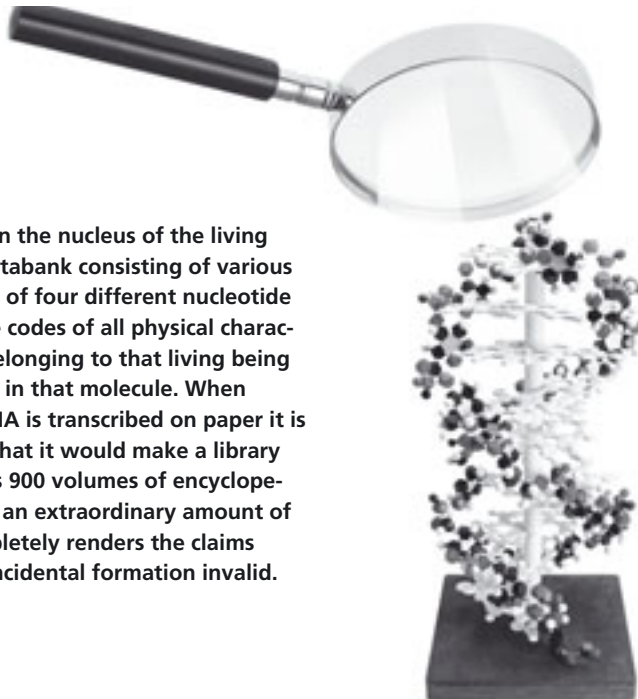 n the nucleus of the living
tabank consisting of various
of four different nucleotide
codes of all physical charac-
elonging to that living being
in that molecule. When
IA is transcribed on paper it is
hat it would make a library
s 900 volumes of encyclope-
an extraordinary amount of
pletely renders the claims
ncidental formation invalid.